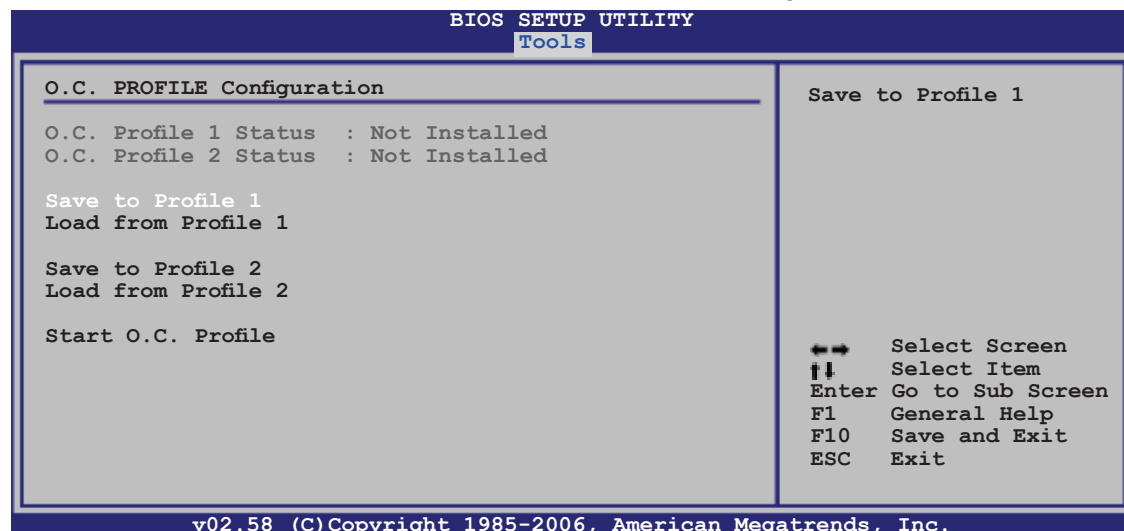 BIOS SETUP UTILITY
Tools
O.C. PROFILE Configuration
O.C. Profile 1 Status : Not Installed
O.C. Profile 2 Status : Not Installed
Save to Profile 1
Load from Profile 1
Save to Profile 2
Load from Profile 2
Start O.C. Profile
Save to Profile 1
Select Screen
Select Item
Enter Go to Sub Screen
F1 General Help
F10 Save and Exit
ESC Exit
v02.58 (C)Copyright 1985-2006, American Megatrends, Inc.